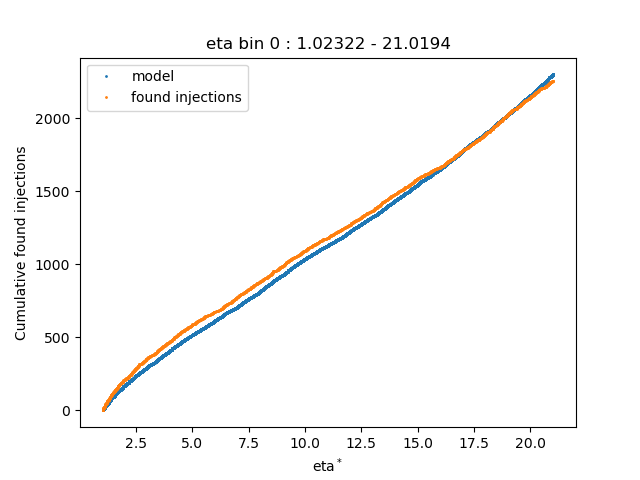 eta bin 0 : 1.02322 - 21.0194
model
found injections
Cumulative found injections
2000
1500
1000
500
0
2.5 5.0 7.5 10.0 12.5 15.0 17.5 20.0
eta*